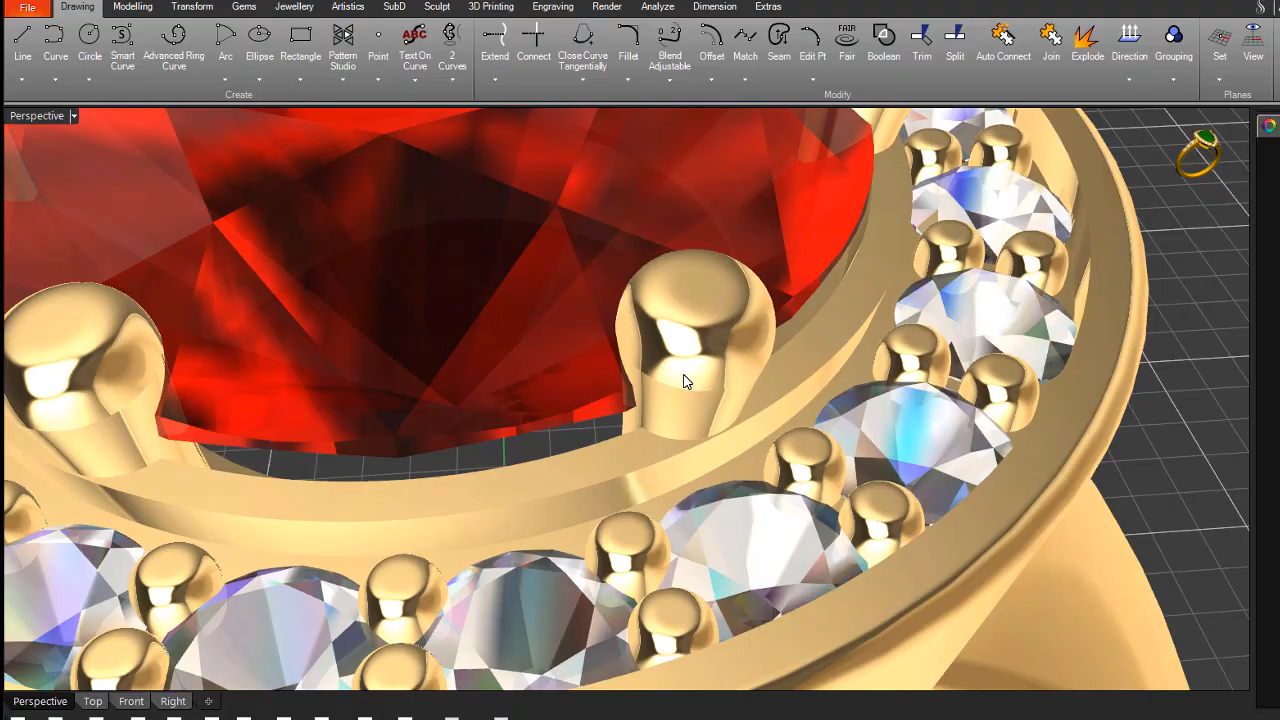 File Drawing Modelling Transform Gems Jewellery Artistics SubD Sculpt 3D Printing Engraving Render Analyze Dimension Extras
Line Curve Circle Smart Curve Advanced Ring Curve Arc Ellipse Rectangle Pattern Studio Point Text On Curve 2 Curves Extend Connect Close Curve Tangentially Fillet Blend Adjustable Offset Match Seam Edit Pt Fair Boolean Trim Split Auto Connect Join Explode Direction Grouping Set View
Create Modify Planes
Perspective
Perspective Top Front Right